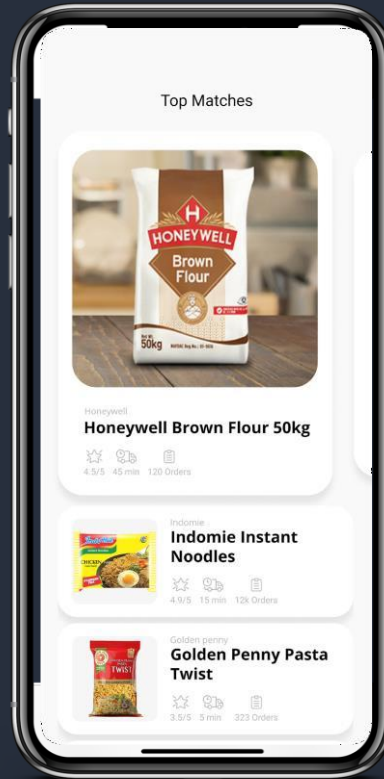 Top Matches
HONEYWELL
Brown
Flour
50kg
Honeywell
Honeywell Brown Flour 50kg
4.5/5 45 min 120 Orders
Indomie
Indomie Instant
Noodles
CHICKEN
4.9/5 15 min 12k Orders
Golden penny
Golden Penny Pasta
Twist
TWIST
3.5/5 5 min 323 Orders